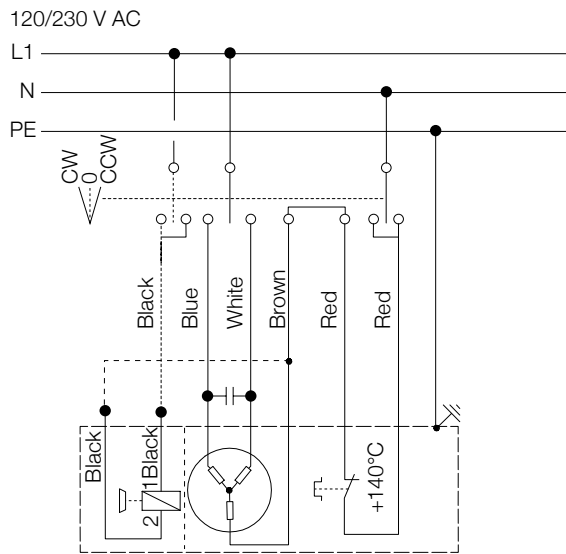 120/230 V AC
L1
N
PE
CW
0
CCW
Black
Blue
White
Brown
Red
Red
Black
1
Black
2
+140°C